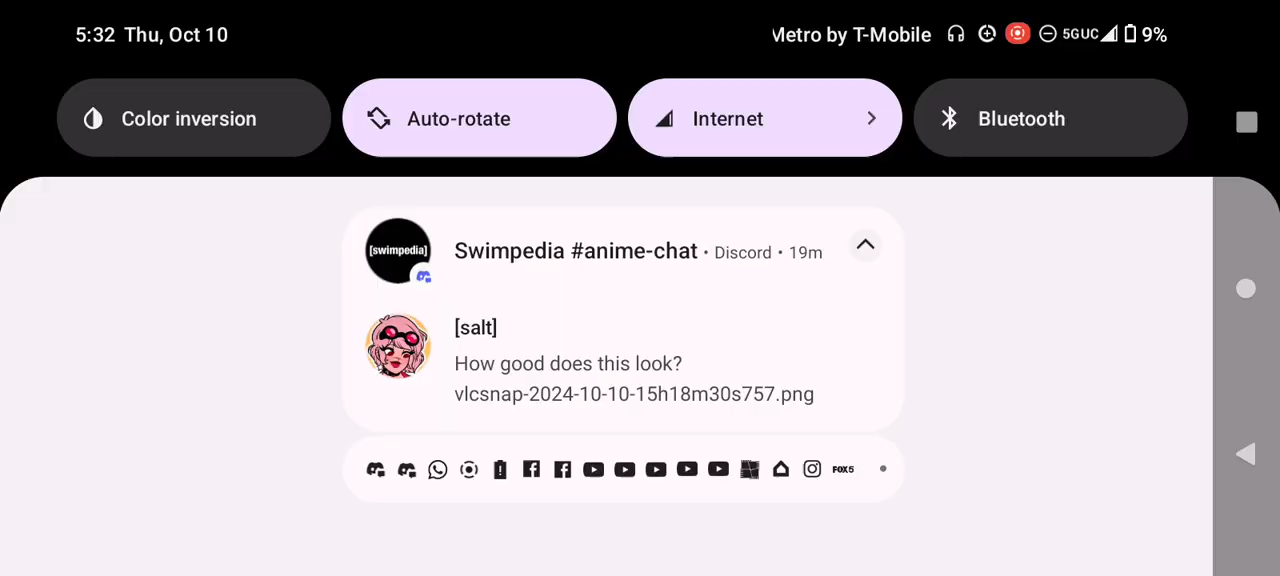 5:32 Thu, Oct 10
Metro by T-Mobile 5GUC 9%
Color inversion
Auto-rotate
Internet
Bluetooth
[swimpedia]
Swimpedia #anime-chat • Discord • 19m
[salt]
How good does this look?
vlcsnap-2024-10-10-15h18m30s757.png
FOX5